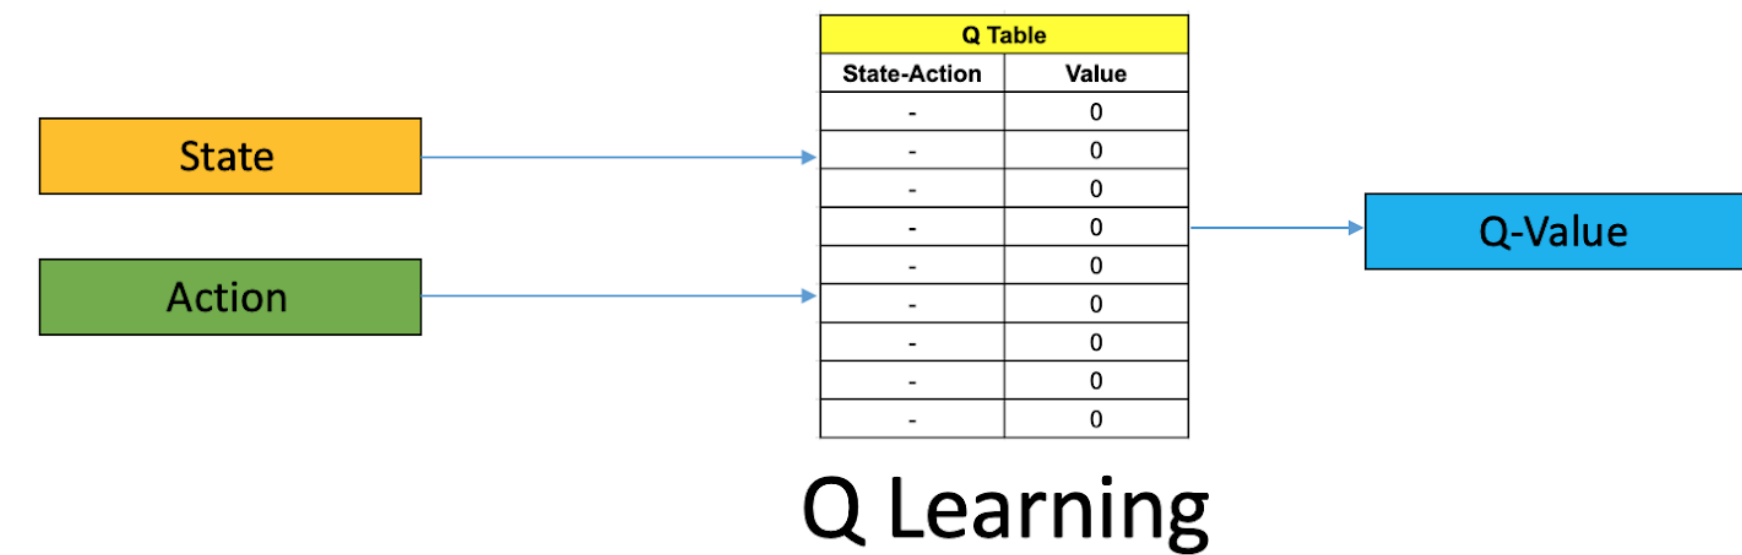 State
Action
Q Table
State-Action Value
- 0
- 0
- 0
- 0
- 0
- 0
- 0
- 0
- 0
Q-Value
Q Learning